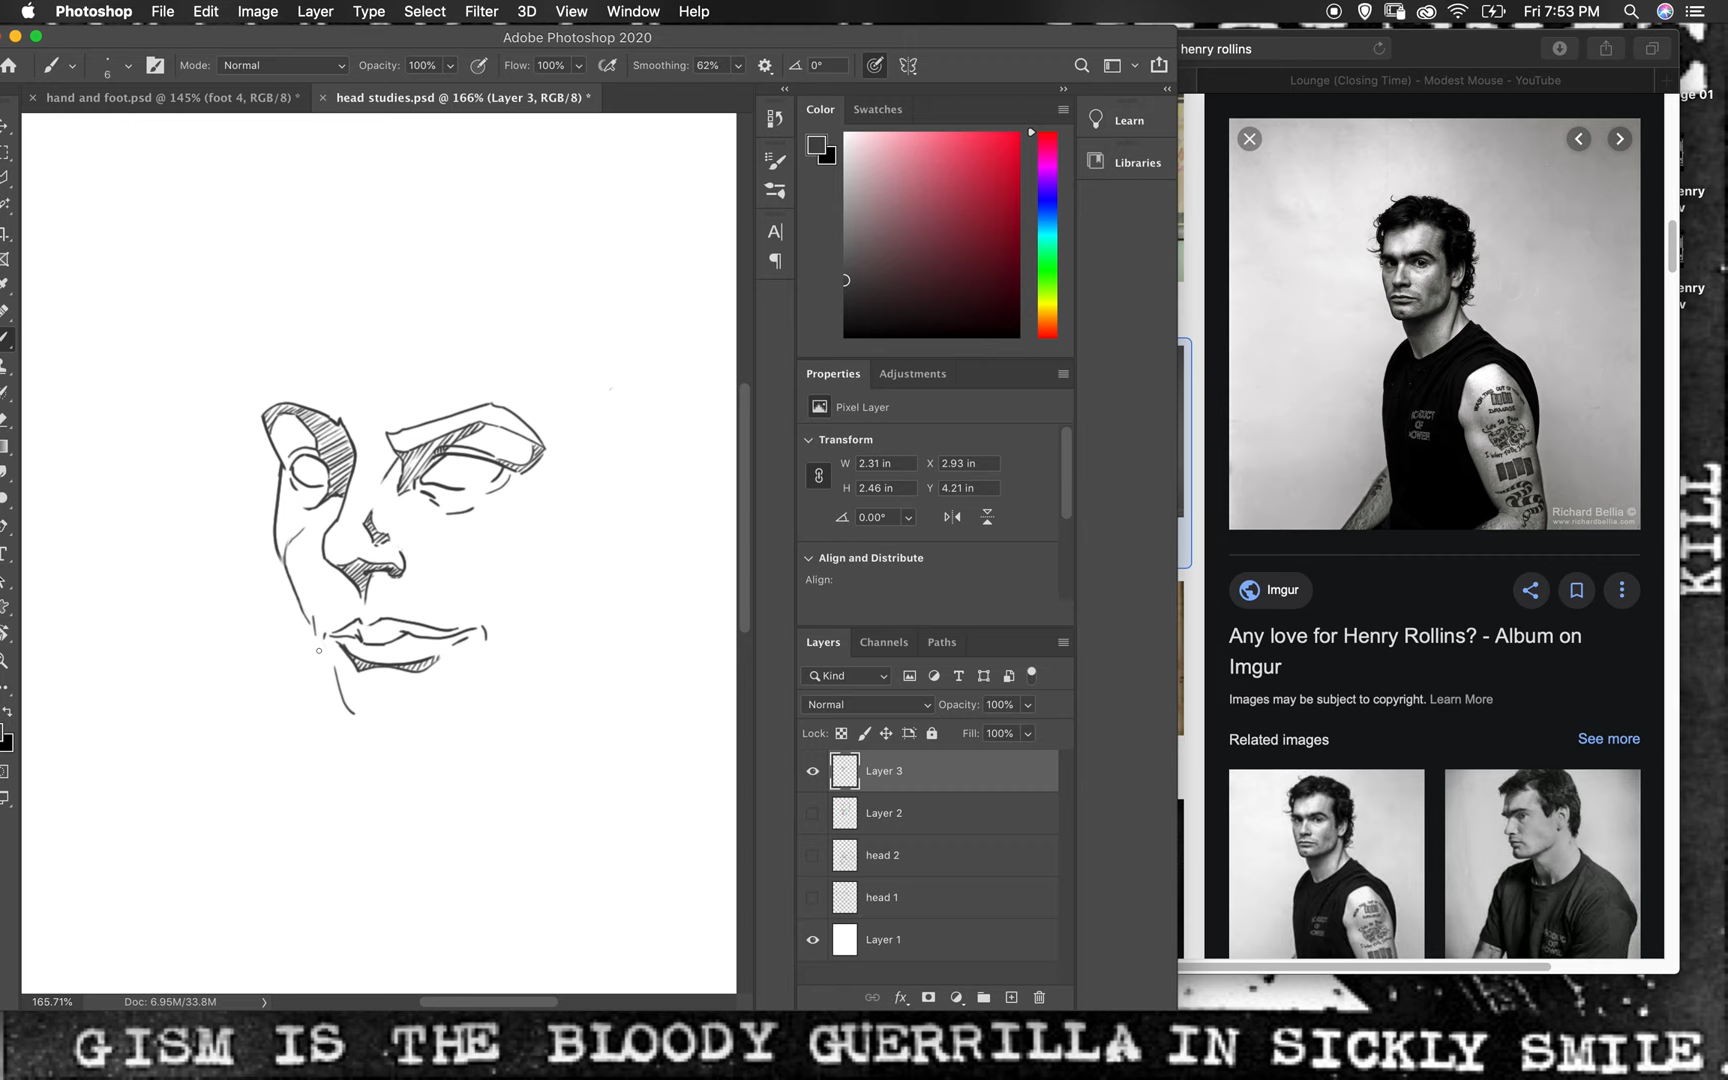 Photoshop File Edit Image Layer Type Select Filter 3D View Window Help Fri 7:53 PM
Adobe Photoshop 2020
henry rollins
6 Mode: Normal Opacity: 100% Flow: 100% Smoothing: 62% 0°
Lounge (Closing Time) - Modest Mouse - YouTube
hand and foot.psd @ 145% (foot 4, RGB/8) *
head studies.psd @ 166% (Layer 3, RGB/8) *
Color Swatches
Learn
Libraries
Properties Adjustments
Pixel Layer
Transform
W 2.31 in X 2.93 in
H 2.46 in Y 4.21 in
0.00°
Align and Distribute
Align:
Layers Channels Paths
Kind
Normal Opacity: 100%
Lock: Fill: 100%
Layer 3
Layer 2
head 2
head 1
Layer 1
165.71% Doc: 6.95M/33.8M
Richard Bellia ©
www.richardbellia.com
Imgur
Any love for Henry Rollins? - Album on
Imgur
Images may be subject to copyright. Learn More
Related images See more
ge 01
enry
w
enry
w
KILL
GISM IS THE BLOODY GUERRILLA IN SICKLY SMILE